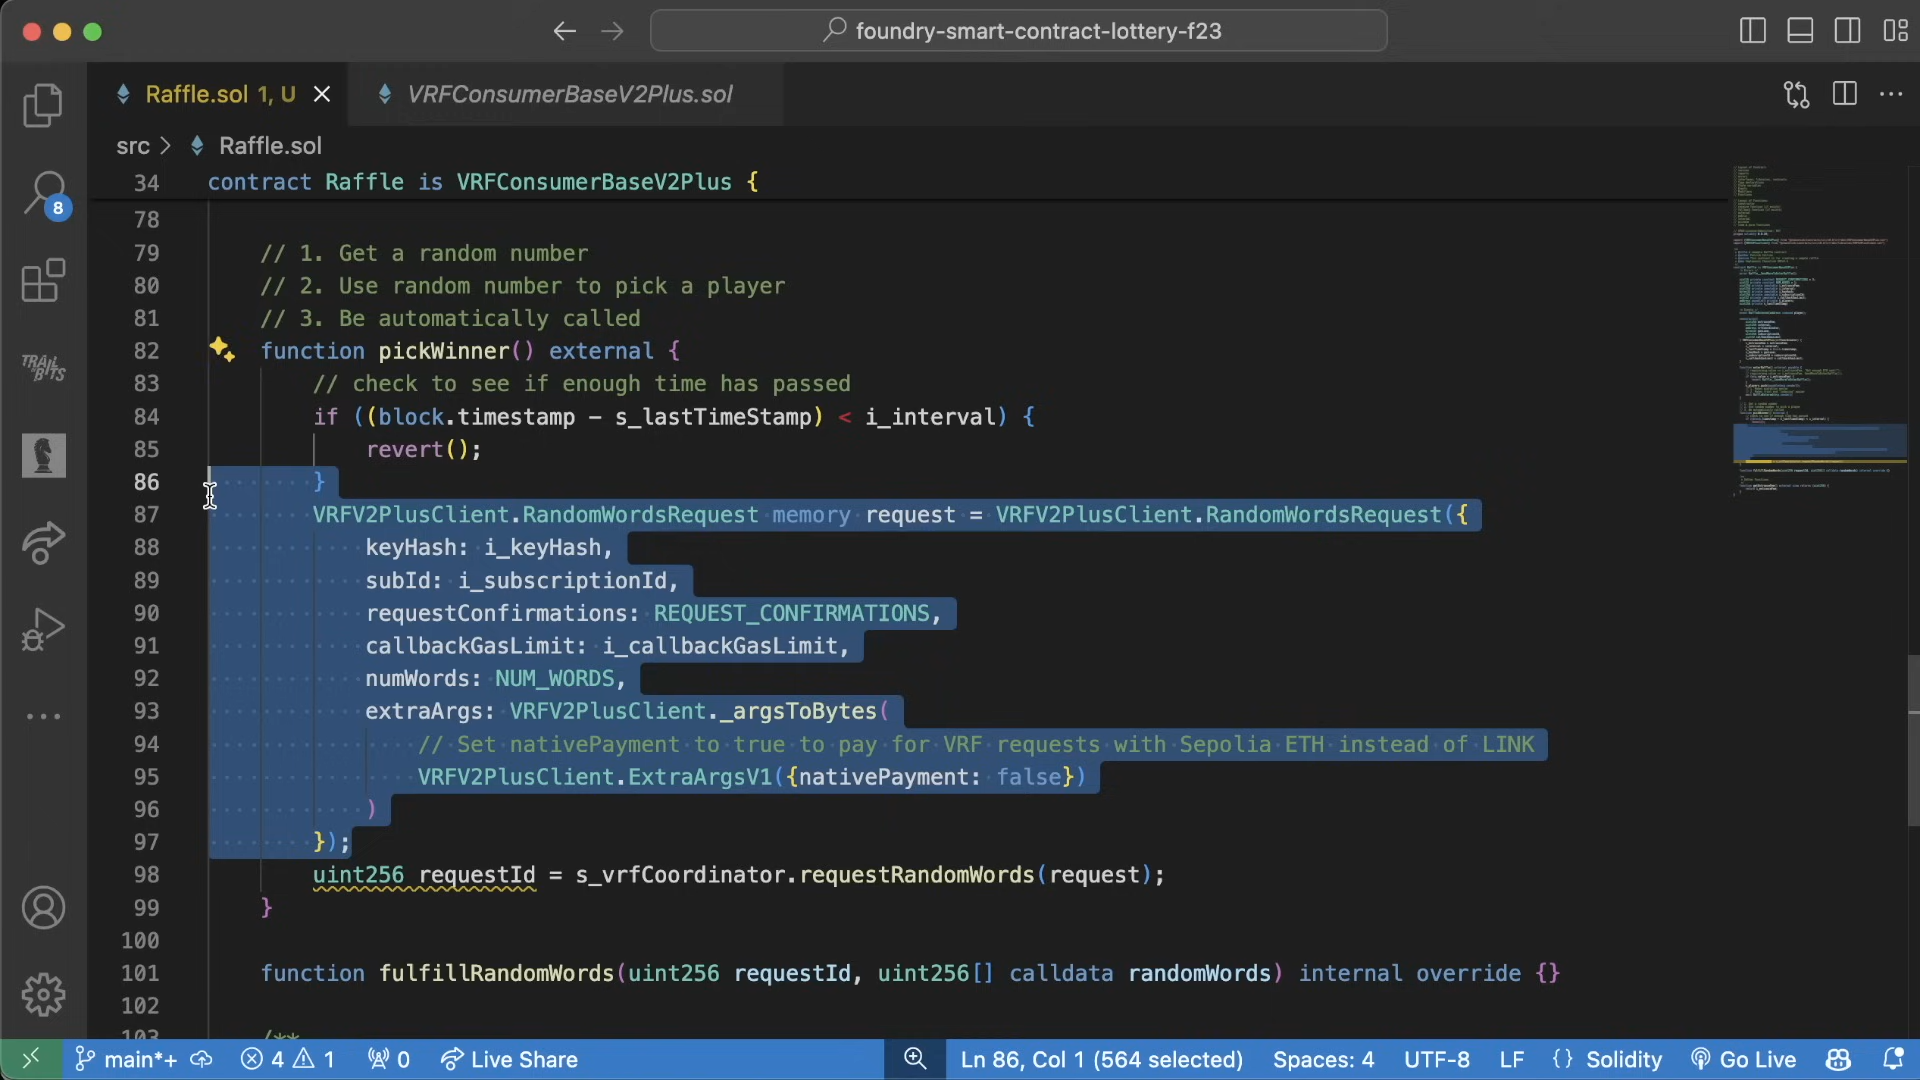 foundry-smart-contract-lottery-f23
Raffle.sol 1, U
VRFConsumerBaseV2Plus.sol
src > Raffle.sol
8
TRAIL of BITS
34 contract Raffle is VRFConsumerBaseV2Plus {
78
79 // 1. Get a random number
80 // 2. Use random number to pick a player
81 // 3. Be automatically called
82 function pickWinner() external {
83 // check to see if enough time has passed
84 if ((block.timestamp - s_lastTimeStamp) < i_interval) {
85 revert();
86 }
87 VRFV2PlusClient.RandomWordsRequest memory request = VRFV2PlusClient.RandomWordsRequest({
88 keyHash: i_keyHash,
89 subId: i_subscriptionId,
90 requestConfirmations: REQUEST_CONFIRMATIONS,
91 callbackGasLimit: i_callbackGasLimit,
92 numWords: NUM_WORDS,
93 extraArgs: VRFV2PlusClient._argsToBytes(
94 // Set nativePayment to true to pay for VRF requests with Sepolia ETH instead of LINK
95 VRFV2PlusClient.ExtraArgsV1({nativePayment: false})
96 )
97 });
98 uint256 requestId = s_vrfCoordinator.requestRandomWords(request);
99 }
100
101 function fulfillRandomWords(uint256 requestId, uint256[] calldata randomWords) internal override {}
102
103 /**
main*+ 4 1 0 Live Share Ln 86, Col 1 (564 selected) Spaces: 4 UTF-8 LF {} Solidity Go Live